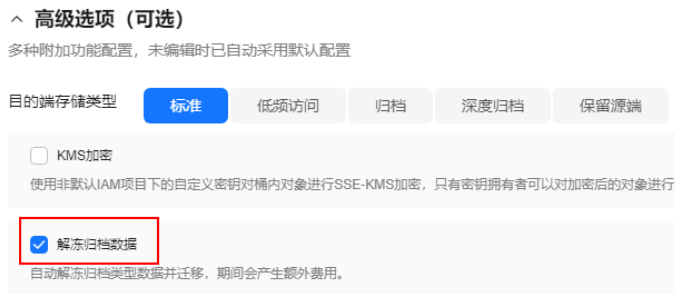 高级选项（可选）
多种附加功能配置，未编辑时已自动采用默认配置
目的端存储类型 标准 低频访问 归档 深度归档 保留源端
KMS加密
使用非默认IAM项目下的自定义密钥对桶内对象进行SSE-KMS加密，只有密钥拥有者可以对加密后的对象进行
解冻归档数据
自动解冻归档类型数据并迁移，期间会产生额外费用。